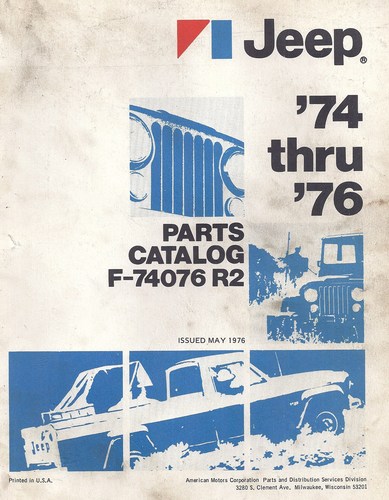 Jeep®
'74
thru
'76
PARTS
CATALOG
F-74076 R2
ISSUED MAY 1976
Printed in U.S.A.
American Motors Corporation Parts and Distribution Services Division
3280 S. Clement Ave., Milwaukee, Wisconsin 53201